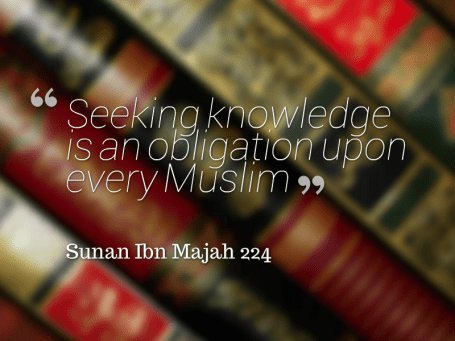 “ Seeking knowledge
is an obligation upon
every Muslim ”
Sunan Ibn Majah 224